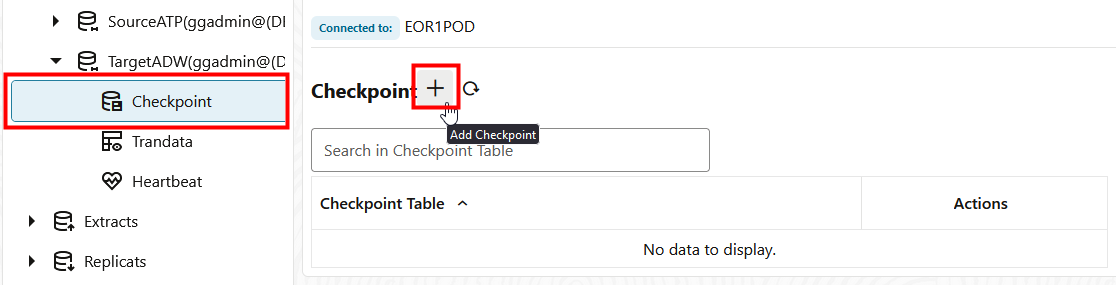 SourceATP(ggadmin@(DI
TargetADW(ggadmin@(D
Checkpoint
Trandata
Heartbeat
Extracts
Replicats
Connected to: EOR1POD
Checkpoint
Add Checkpoint
Search in Checkpoint Table
Checkpoint Table Actions
No data to display.